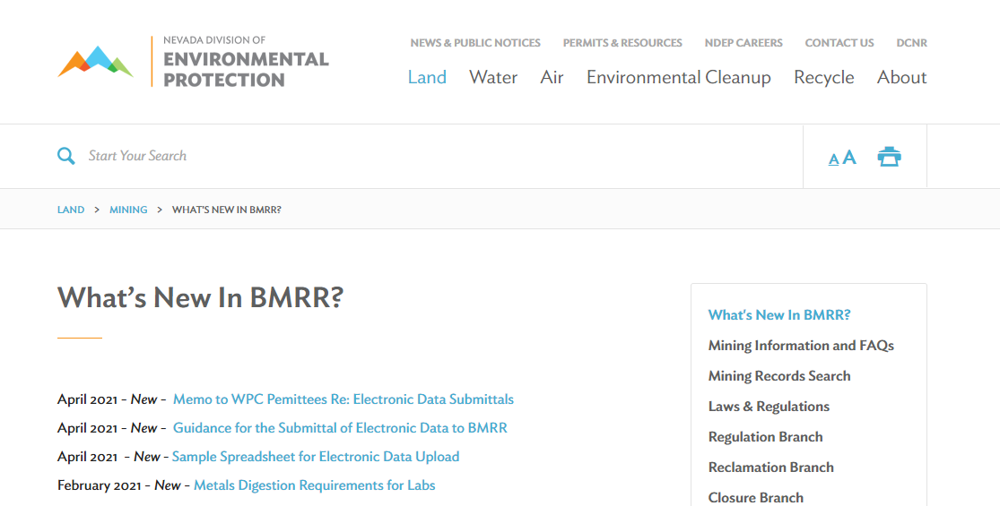 NEVADA DIVISION OF
ENVIRONMENTAL
PROTECTION
NEWS & PUBLIC NOTICES PERMITS & RESOURCES NDEP CAREERS CONTACT US DCNR
Land Water Air Environmental Cleanup Recycle About
Start Your Search
A A
LAND > MINING > WHAT'S NEW IN BMRR?
What's New In BMRR?
April 2021 - New - Memo to WPC Pemittees Re: Electronic Data Submittals
April 2021 - New - Guidance for the Submittal of Electronic Data to BMRR
April 2021 - New - Sample Spreadsheet for Electronic Data Upload
February 2021 - New - Metals Digestion Requirements for Labs
What's New In BMRR?
Mining Information and FAQs
Mining Records Search
Laws & Regulations
Regulation Branch
Reclamation Branch
Closure Branch